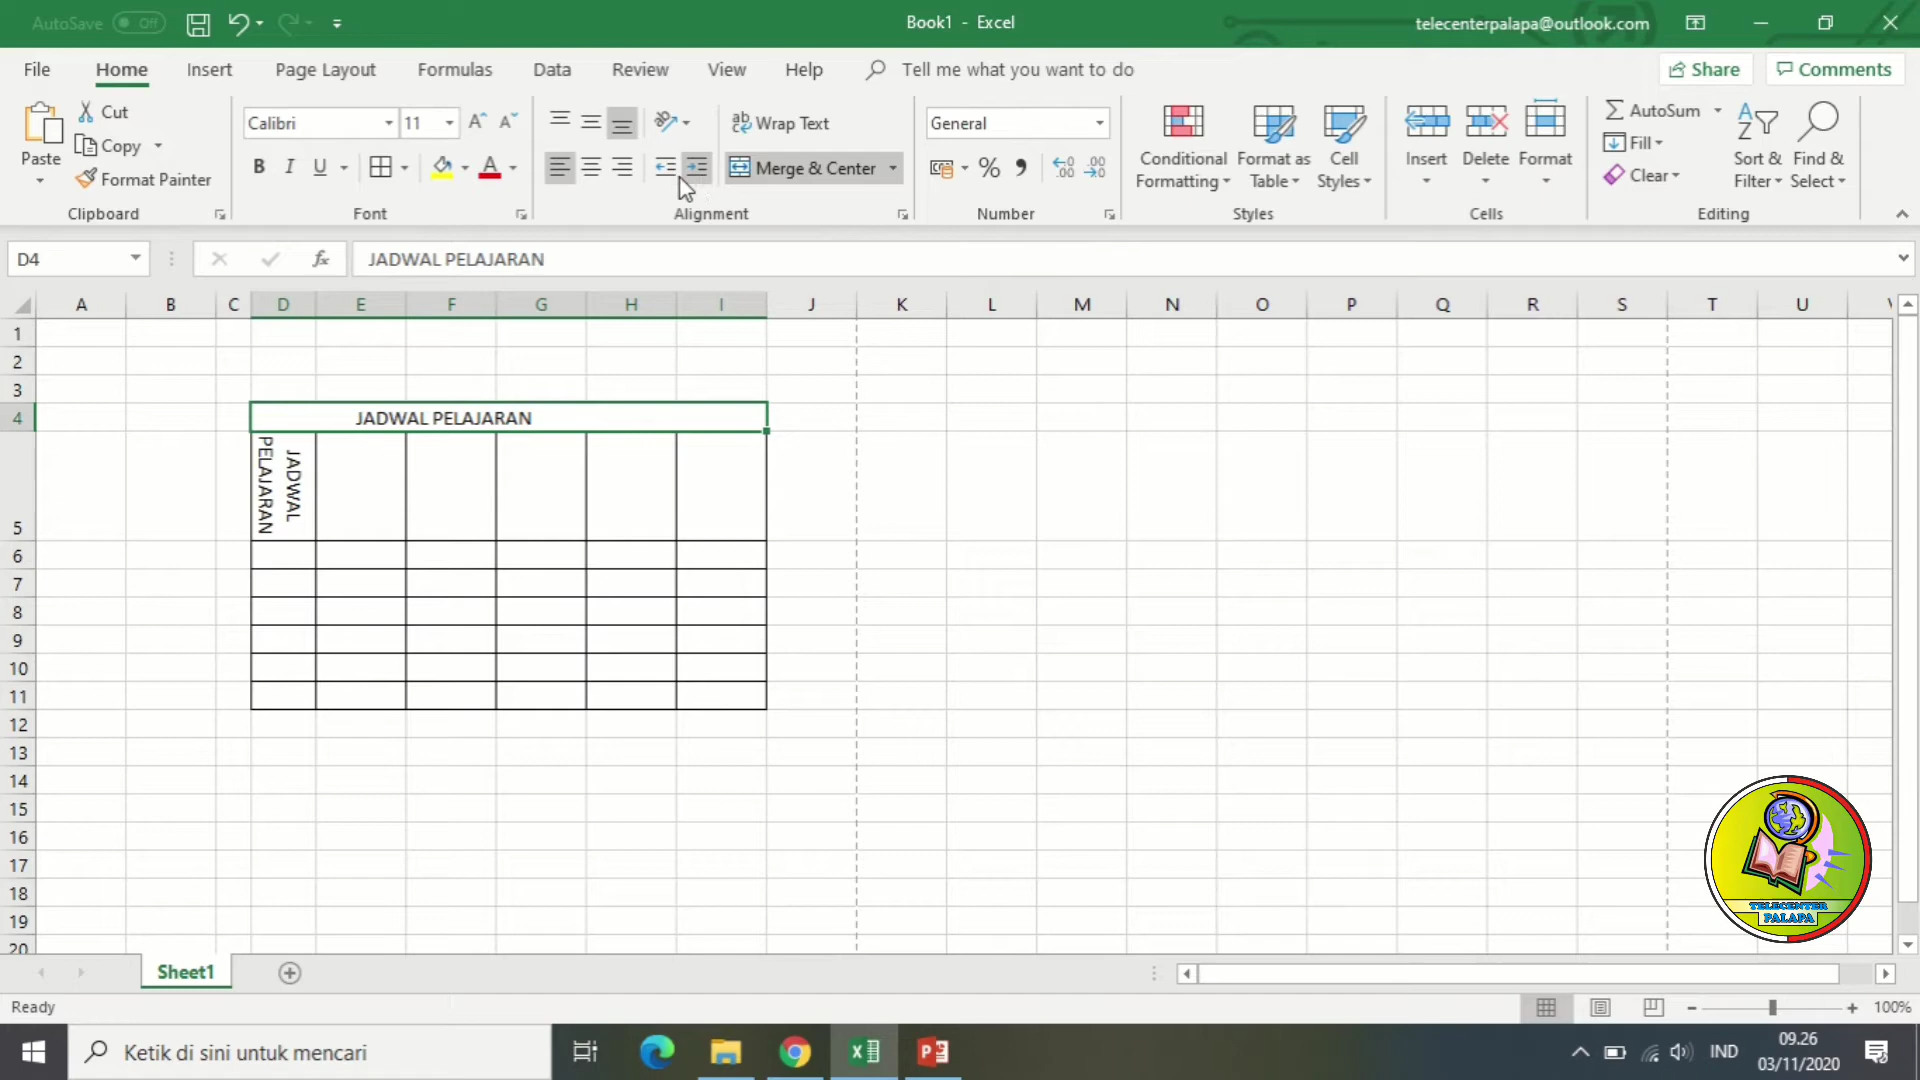 AutoSave Off
Book1 - Excel
telecenterpalapa@outlook.com
File Home Insert Page Layout Formulas Data Review View Help Tell me what you want to do
Share Comments
Paste
Cut
Copy
Format Painter
Clipboard
Calibri 11
B I U A
Font
Wrap Text
Merge & Center
Alignment
General
Number
Conditional Formatting
Format as Table
Cell Styles
Styles
Insert
Delete
Format
Cells
AutoSum
Fill
Clear
Sort & Filter
Find & Select
Editing
D4
fx
JADWAL PELAJARAN
A B C D E F G H I J K L M N O P Q R S T U
1
2
3
4 JADWAL PELAJARAN
5 JADWAL
PELAJARAN
6
7
8
9
10
11
12
13
14
15
16
17
18
19
20
TELECENTER
PALAPA
Sheet1
Ready
100%
Ketik di sini untuk mencari
IND
09.26
03/11/2020